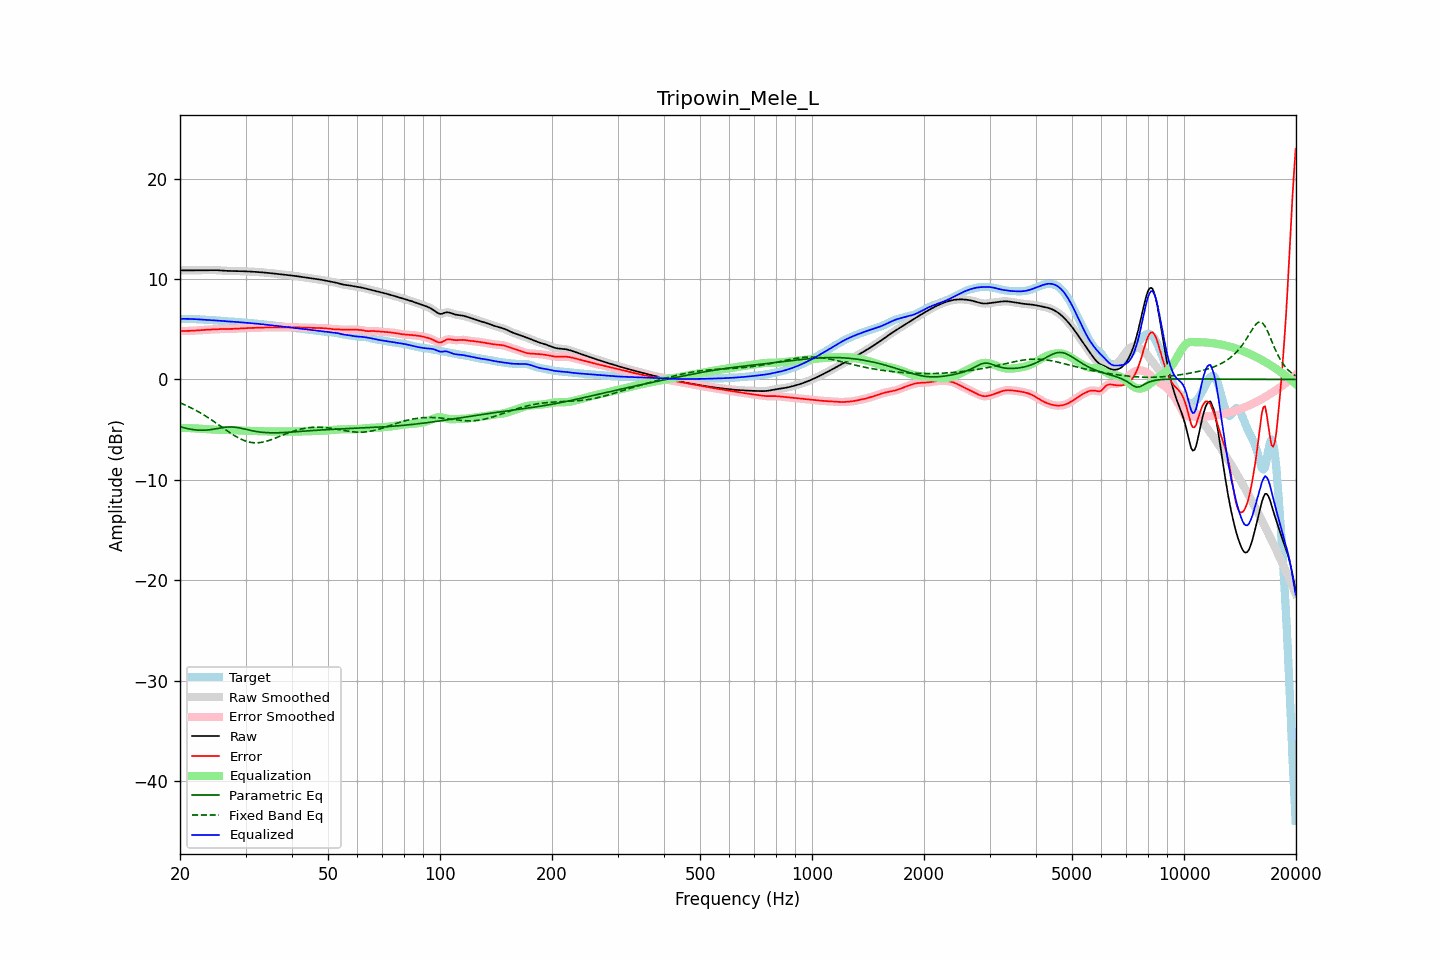 Tripowin_Mele_L
Amplitude (dBr)
20
10
0
−10
−20
−30
−40
Target
Raw Smoothed
Error Smoothed
Raw
Error
Equalization
Parametric Eq
Fixed Band Eq
Equalized
20 50 100 200 500 1000 2000 5000 10000 20000
Frequency (Hz)